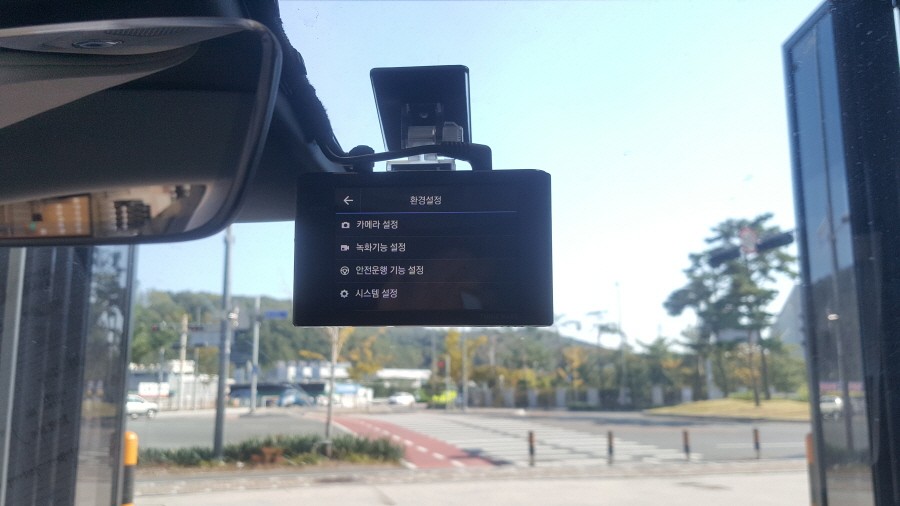 환경설정
카메라 설정
녹화기능 설정
안전운행 기능 설정
시스템 설정